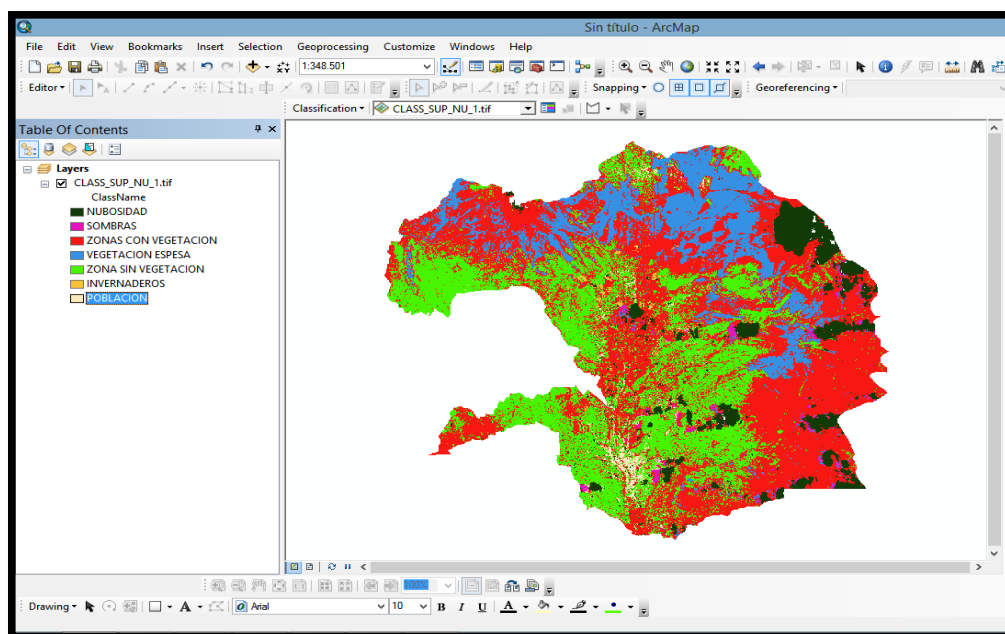 Sin título - ArcMap
File Edit View Bookmarks Insert Selection Geoprocessing Customize Windows Help
1:348.501
Editor Snapping Georeferencing
Classification CLASS_SUP_NU_1.tif
Table Of Contents
Layers
CLASS_SUP_NU_1.tif
ClassName
NUBOSIDAD
SOMBRAS
ZONAS CON VEGETACION
VEGETACION ESPESA
ZONA SIN VEGETACION
INVERNADEROS
POBLACION
100%
Drawing A Arial 10 B I U A